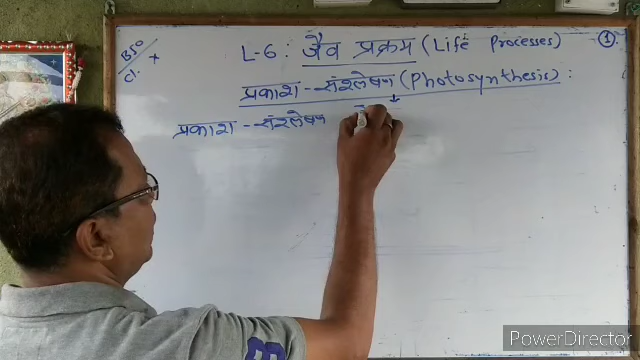 L-6 : जैव प्रक्रम (Life Processes) ①
प्रकाश-संश्लेषण (Photosynthesis) :
प्रकाश-संश्लेषण
PowerDirector